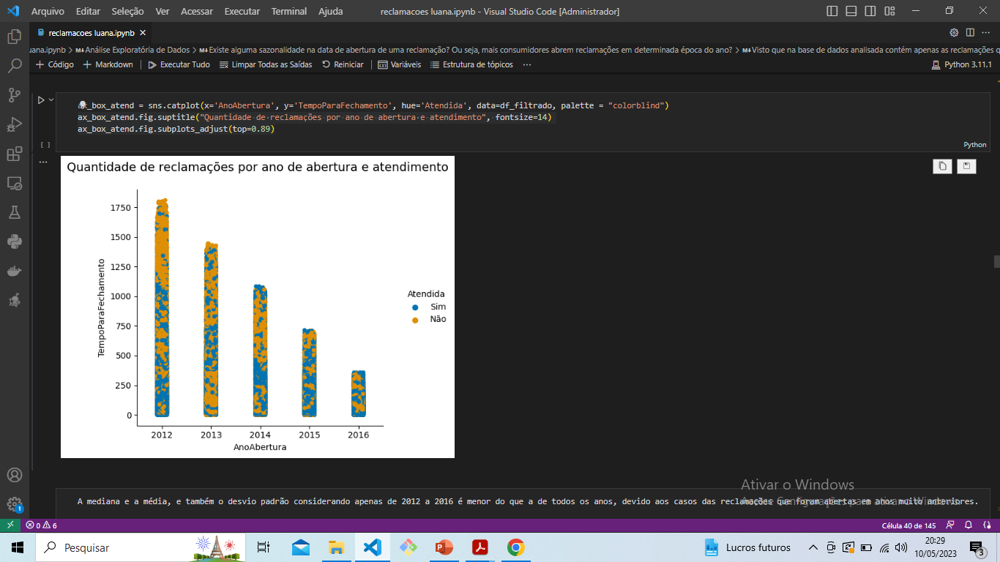 Arquivo Editar Seleção Ver Acessar Executar Terminal Ajuda reclamacoes luana.ipynb - Visual Studio Code [Administrador]
reclamacoes luana.ipynb
uana.ipynb > M↓Análise Exploratória de Dados > M↓Existe alguma sazonalidade na data de abertura de uma reclamação? Ou seja, mais consumidores abrem reclamações em determinada época do ano? > M↓Visto que na base de dados analisada contém apenas as reclamações q
+ Código + Markdown Executar Tudo Limpar Todas as Saídas Reiniciar Variáveis Estrutura de tópicos ··· Python 3.11.1
ax_box_atend = sns.catplot(x='AnoAbertura', y='TempoParaFechamento', hue='Atendida', data=df_filtrado, palette = "colorblind")
ax_box_atend.fig.suptitle("Quantidade de reclamações por ano de abertura e atendimento", fontsize=14)
ax_box_atend.fig.subplots_adjust(top=0.89)
[ ]
Python
Quantidade de reclamações por ano de abertura e atendimento
1750
1500
1250
1000
750
500
250
0
TempoParaFechamento
Atendida
Sim
Não
2012 2013 2014 2015 2016
AnoAbertura
Ativar o Windows
Acesse Configurações para ativar o Windows.
A mediana e a média, e também o desvio padrão considerando apenas de 2012 a 2016 é menor do que a de todos os anos, devido aos casos das reclamações que foram abertas em anos muito anteriores.
1
0 6 Célula 40 de 145
Pesquisar Lucros futuros 20:29
10/05/2023 3